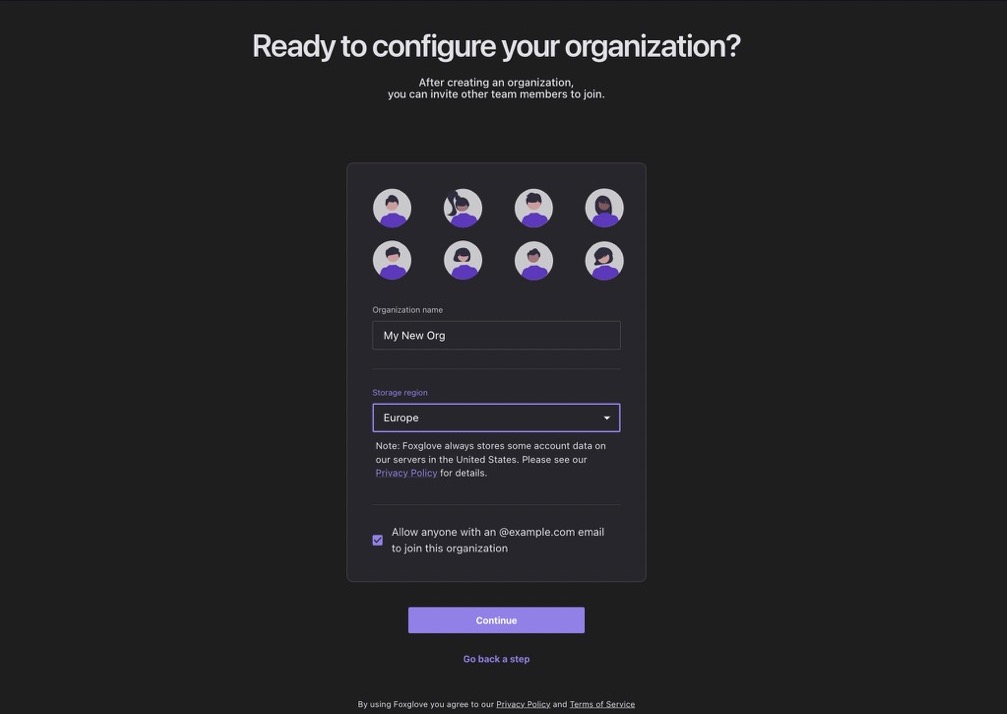 Ready to configure your organization?
After creating an organization,
you can invite other team members to join.
Organization name
My New Org
Storage region
Europe
Note: Foxglove always stores some account data on
our servers in the United States. Please see our
Privacy Policy for details.
Allow anyone with an @example.com email
to join this organization
Continue
Go back a step
By using Foxglove you agree to our Privacy Policy and Terms of Service